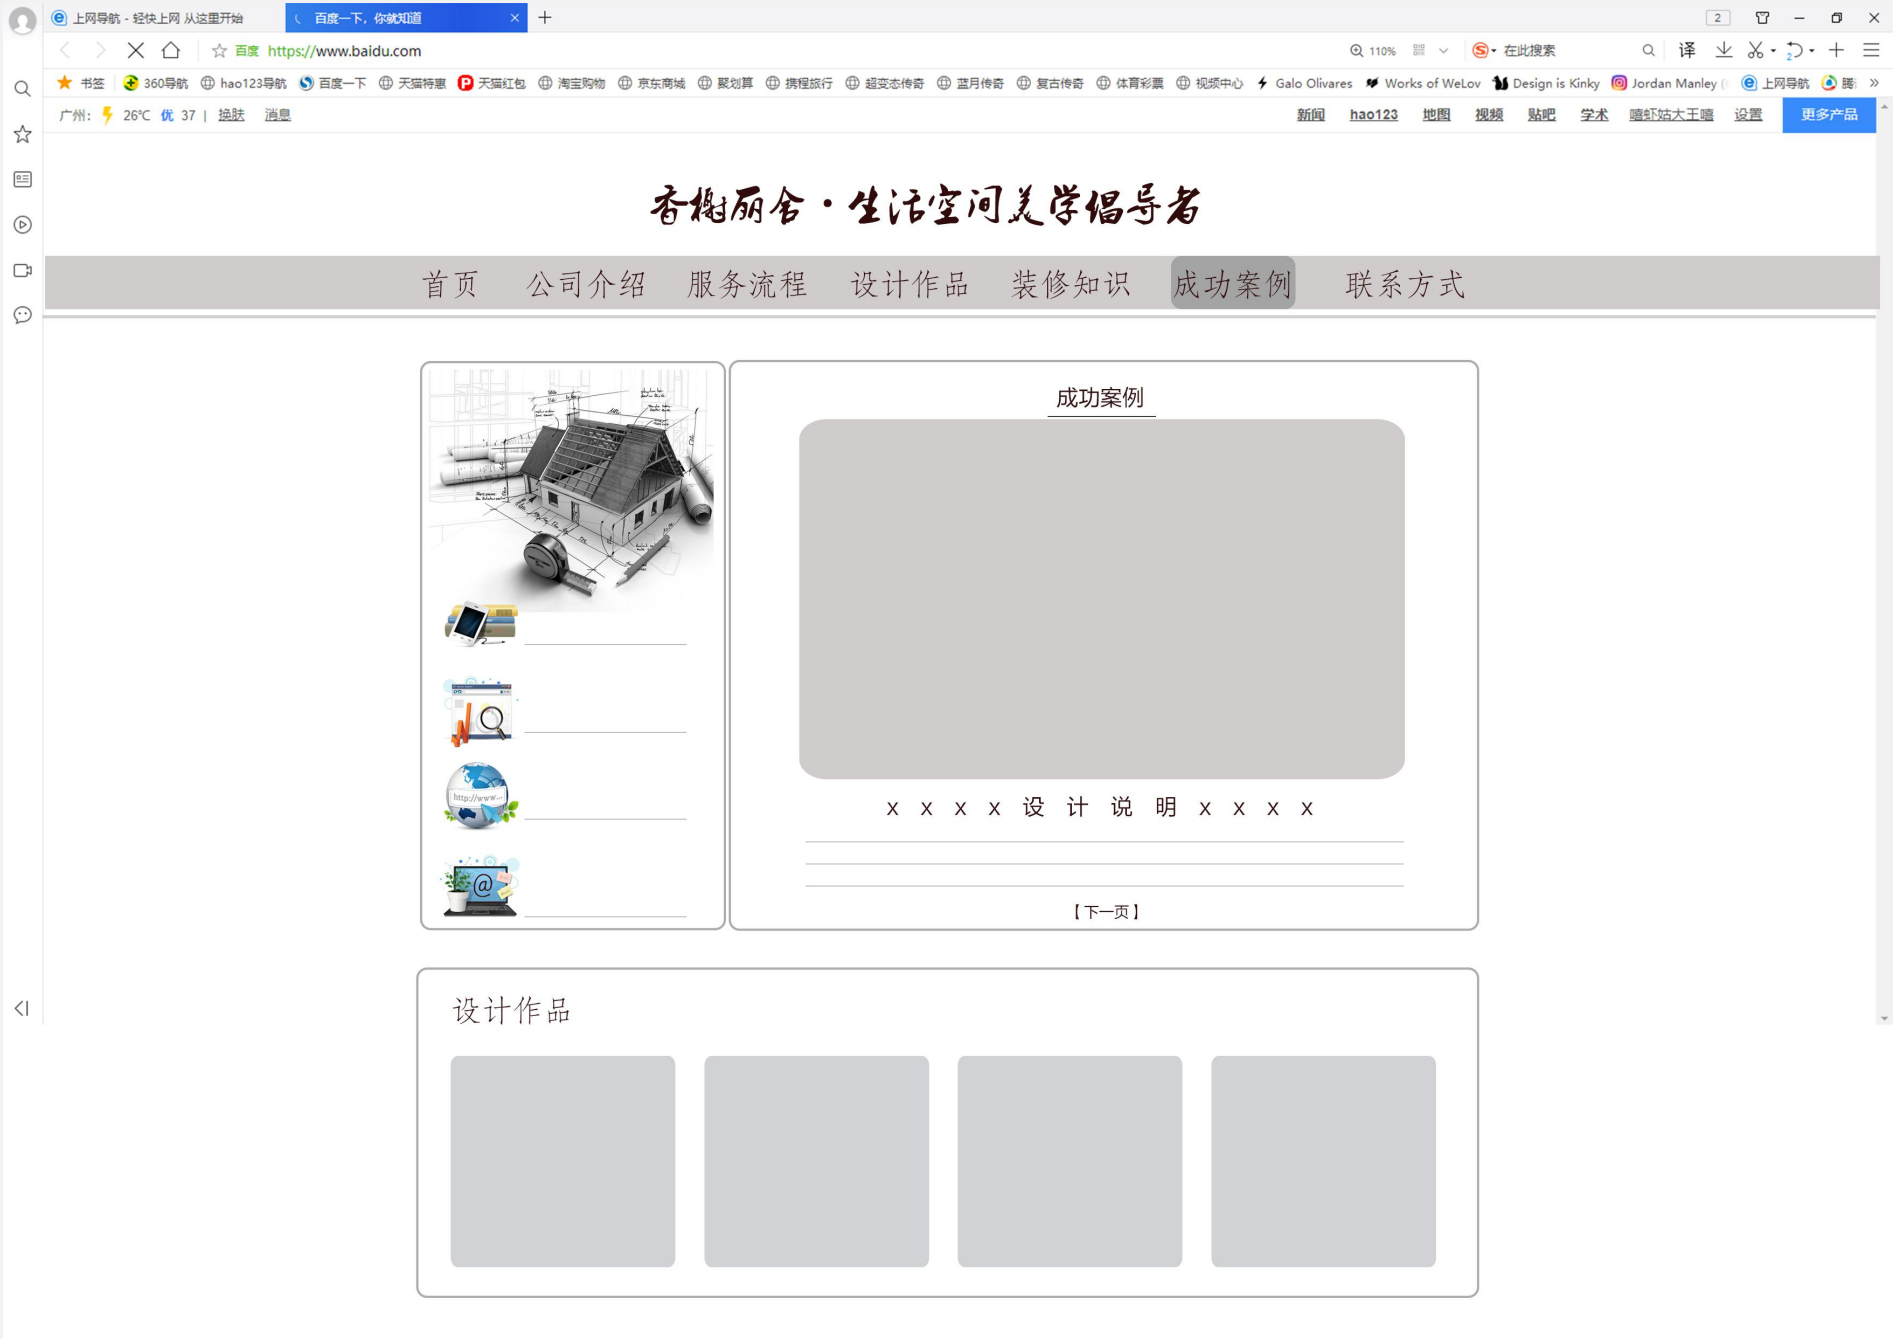 上网导航 - 轻快上网 从这里开始
百度一下，你就知道
2
百度 https://www.baidu.com
110%
在此搜索
译
2
书签 360导航 hao123导航 百度一下 天猫特惠 天猫红包 淘宝购物 京东商城 聚划算 携程旅行 超变态传奇 蓝月传奇 复古传奇 体育彩票 视频中心 Galo Olivares Works of WeLov Design is Kinky Jordan Manley ( 上网导航 腾
广州： 26℃ 优 37 | 换肤 消息
新闻 hao123 地图 视频 贴吧 学术 嘻虾姑大王嘻 设置 更多产品
香榭丽舍·生活空间美学倡导者
首页 公司介绍 服务流程 设计作品 装修知识 成功案例 联系方式
成功案例
http://www...
@
x x x x 设 计 说 明 x x x x
【下一页】
设计作品